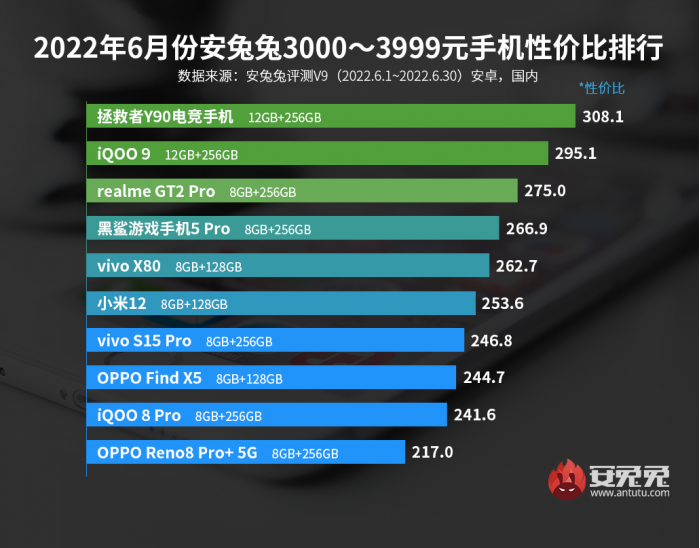 2022年6月份安兔兔3000～3999元手机性价比排行
数据来源：安兔兔评测V9（2022.6.1~2022.6.30）安卓，国内
*性价比
拯救者Y90电竞手机 12GB+256GB 308.1
iQOO 9 12GB+256GB 295.1
realme GT2 Pro 8GB+256GB 275.0
黑鲨游戏手机5 Pro 8GB+256GB 266.9
vivo X80 8GB+128GB 262.7
小米12 8GB+128GB 253.6
vivo S15 Pro 8GB+256GB 246.8
OPPO Find X5 8GB+128GB 244.7
iQOO 8 Pro 8GB+256GB 241.6
OPPO Reno8 Pro+ 5G 8GB+256GB 217.0
安兔兔
www.antutu.com